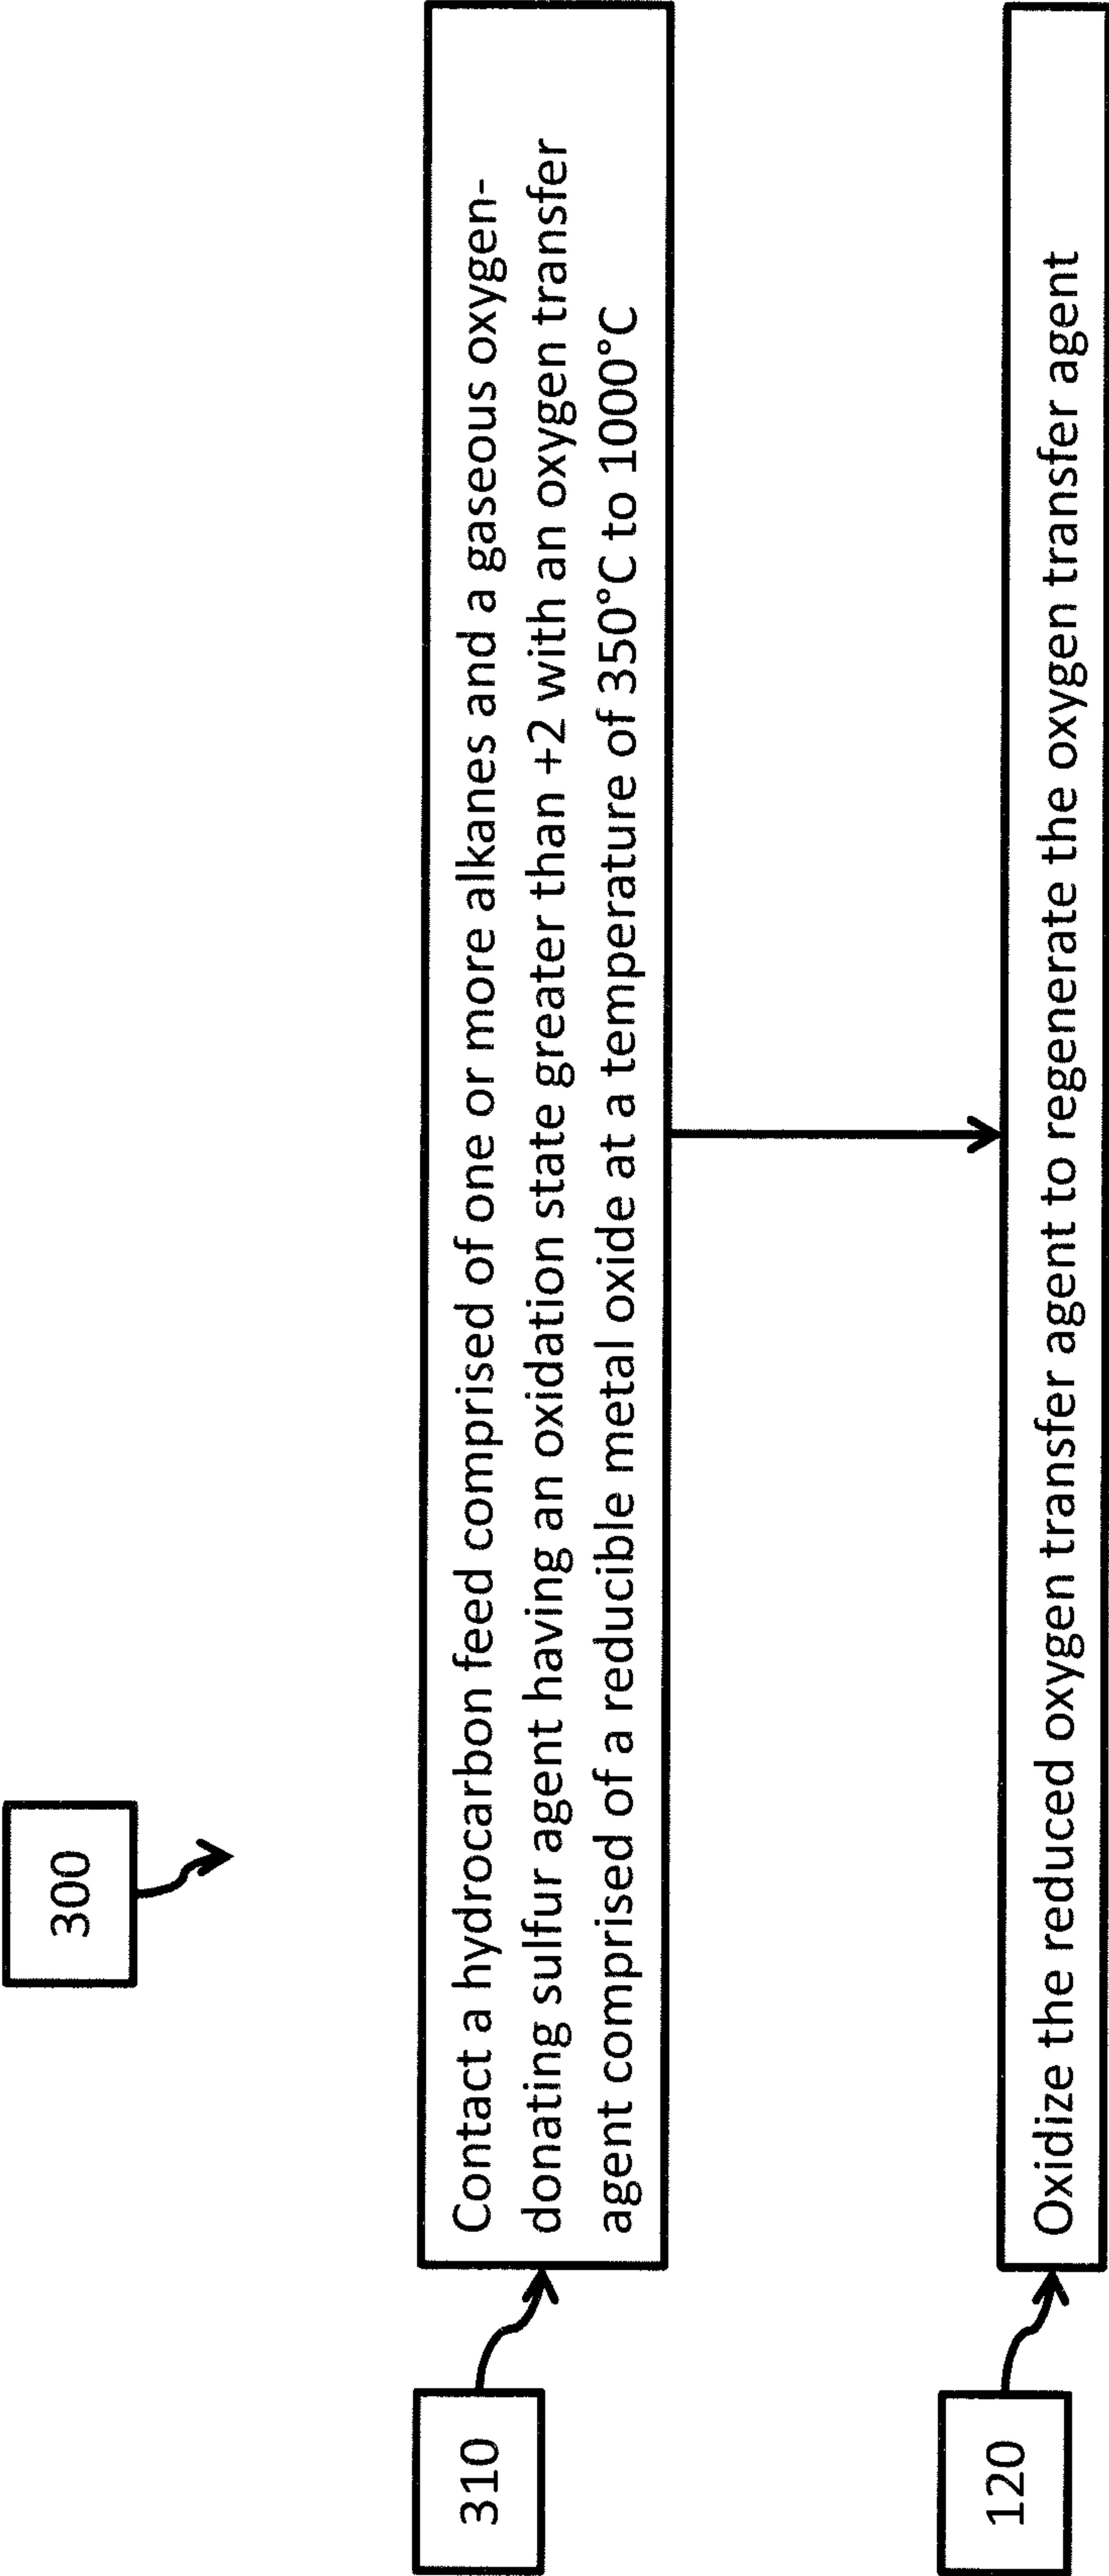 300
310
Contact a hydrocarbon feed comprised of one or more alkanes and a gaseous oxygen-
donating sulfur agent having an oxidation state greater than +2 with an oxygen transfer
agent comprised of a reducible metal oxide at a temperature of 350°C to 1000°C
120
Oxidize the reduced oxygen transfer agent to regenerate the oxygen transfer agent